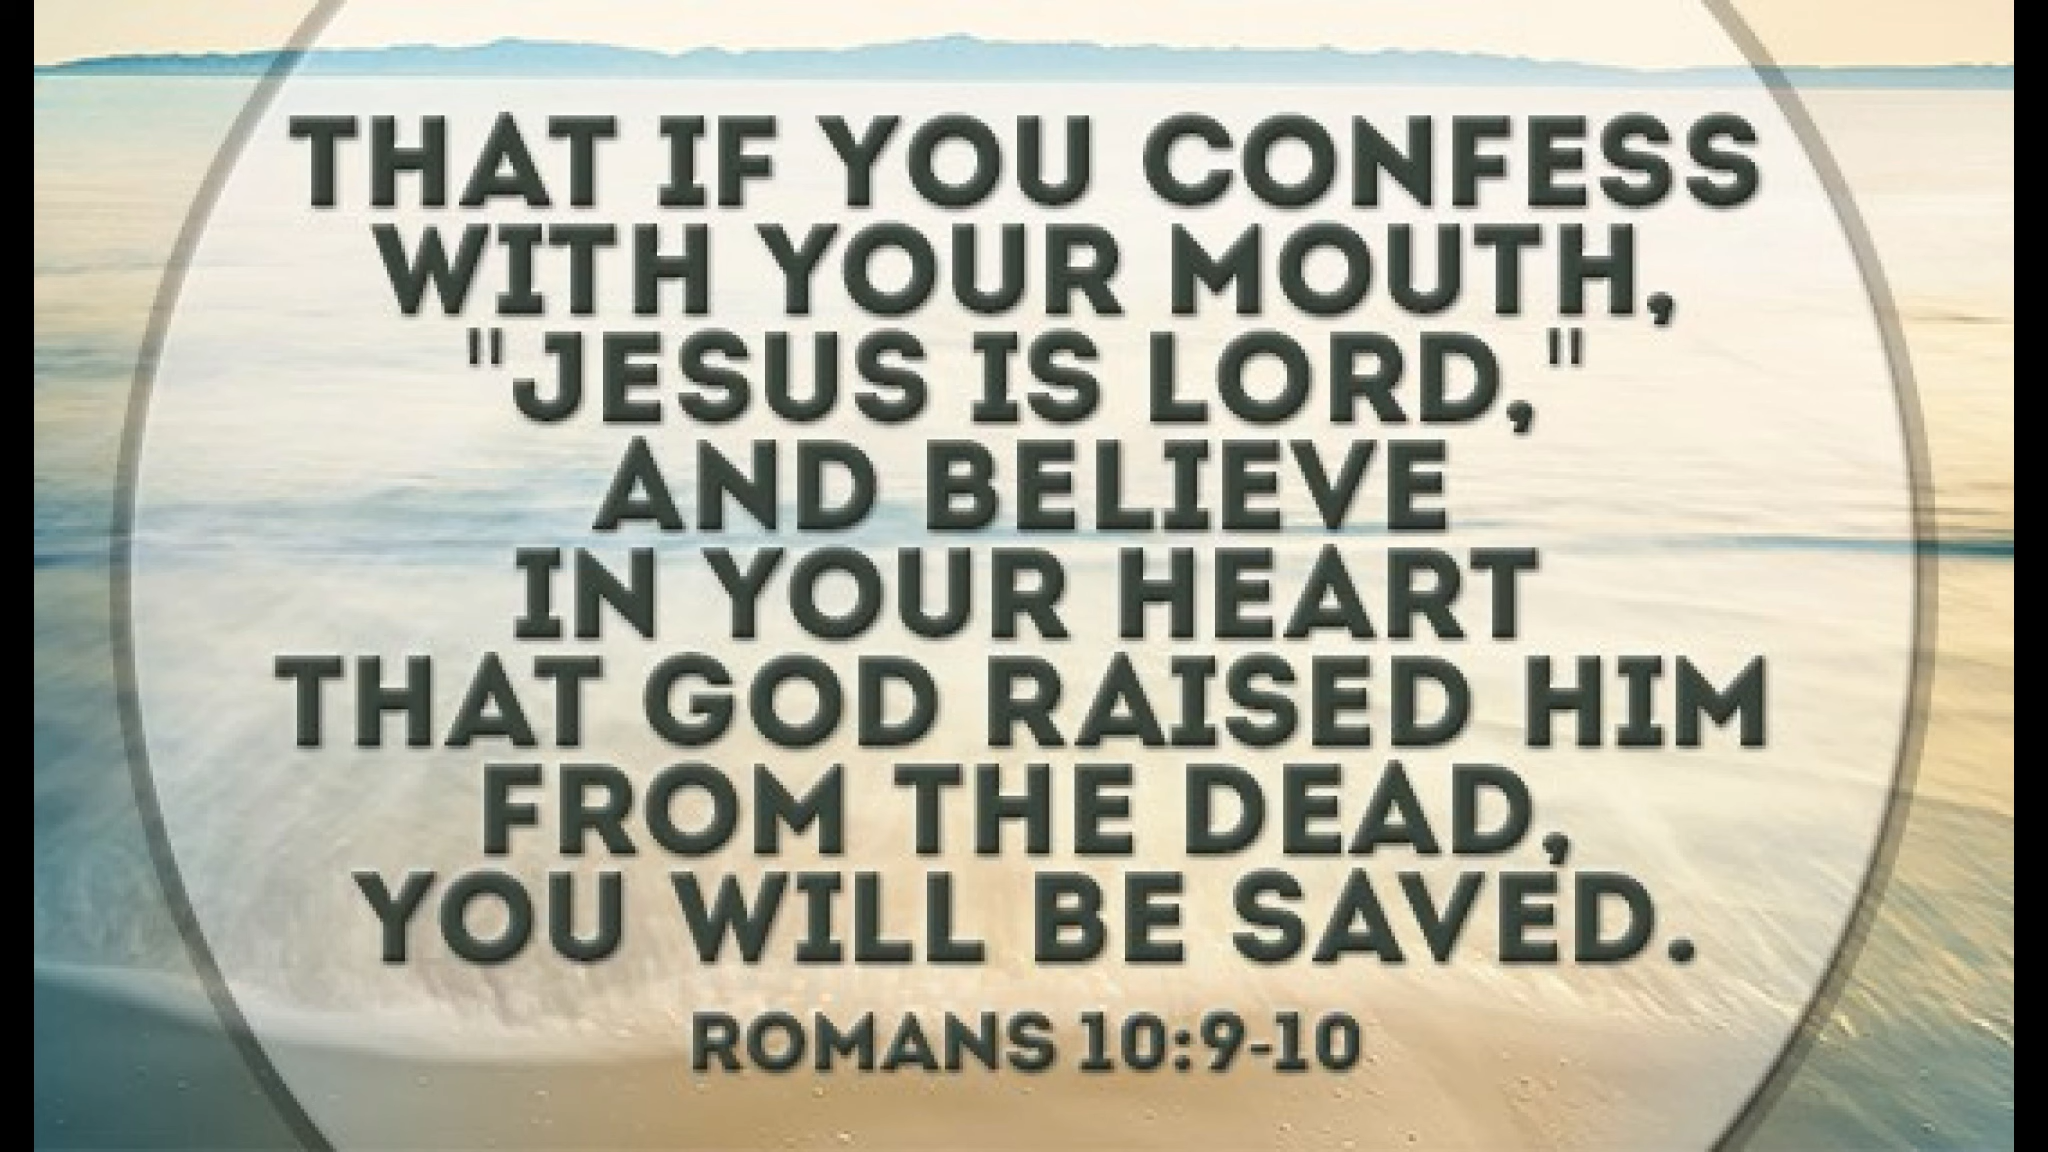 THAT IF YOU CONFESS
WITH YOUR MOUTH,
"JESUS IS LORD,"
AND BELIEVE
IN YOUR HEART
THAT GOD RAISED HIM
FROM THE DEAD,
YOU WILL BE SAVED.
ROMANS 10:9-10